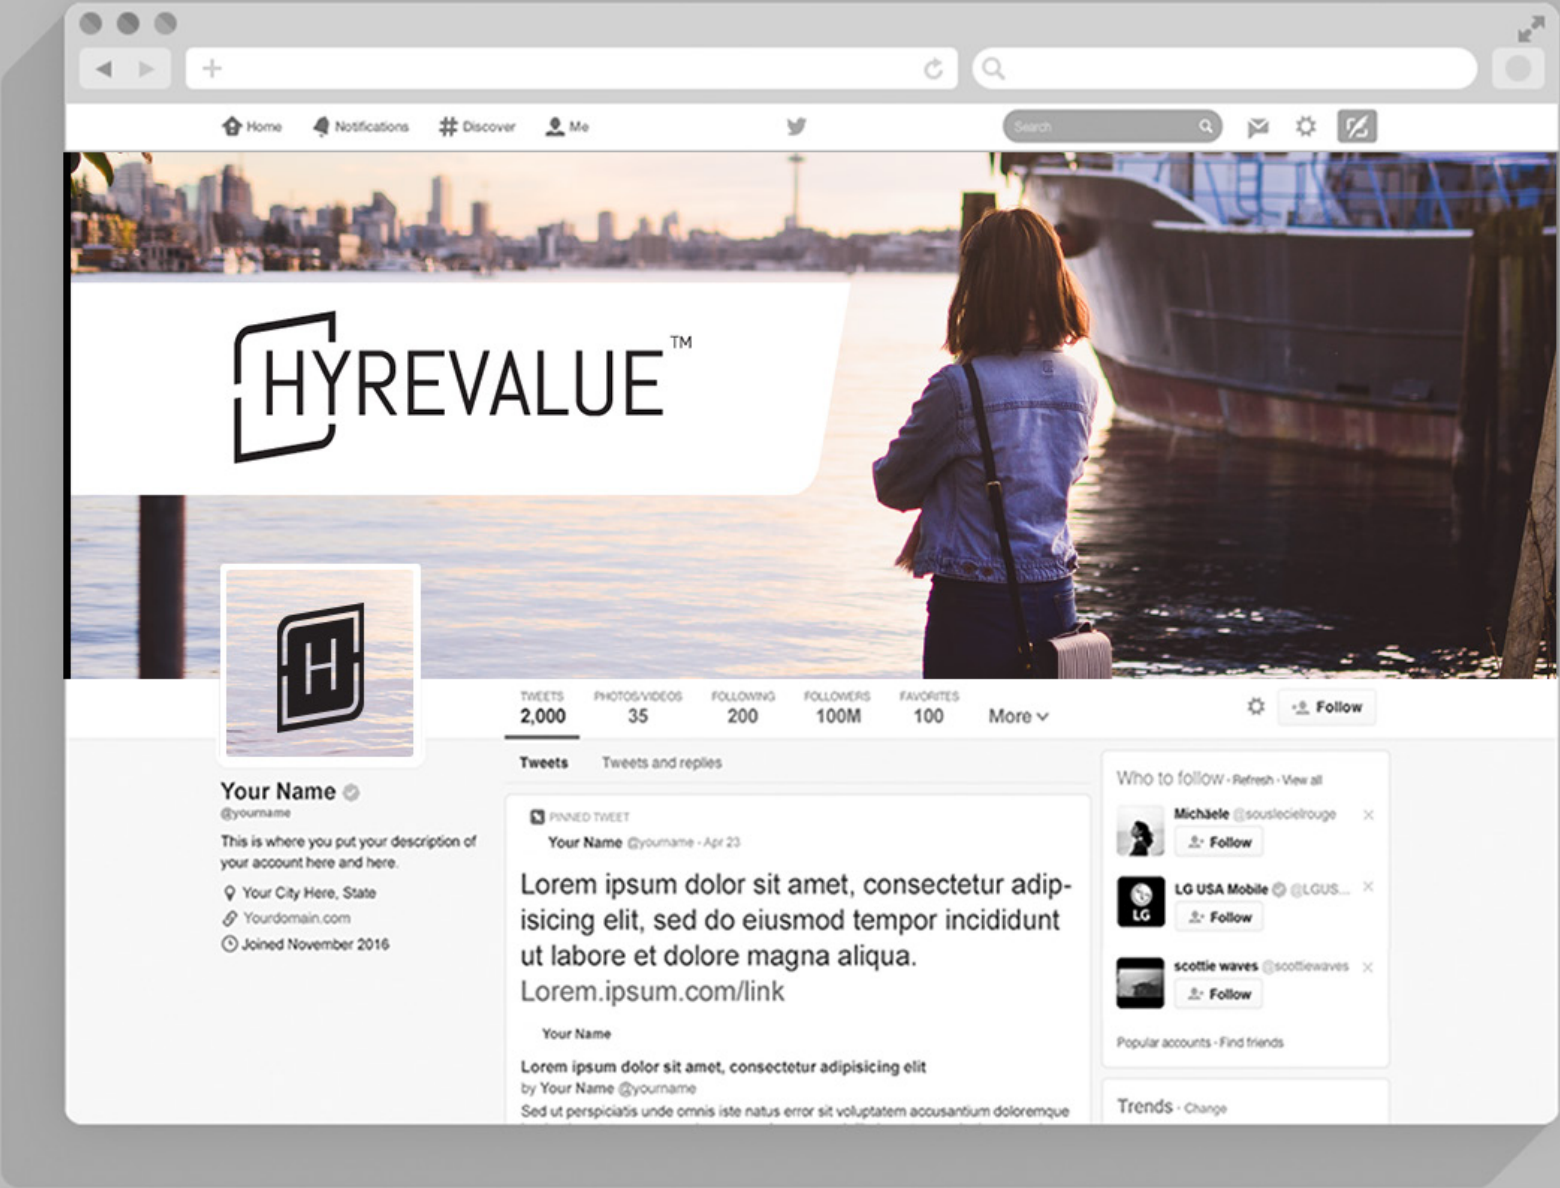 Home Notifications Discover Me Search
HYREVALUE™
H
TWEETS PHOTOS/VIDEOS FOLLOWING FOLLOWERS FAVORITES
2,000 35 200 100M 100 More
Follow
Tweets Tweets and replies
Your Name
@yourname
This is where you put your description of
your account here and here.
Your City Here, State
Yourdomain.com
Joined November 2016
PINNED TWEET
Your Name @yourname - Apr 23
Lorem ipsum dolor sit amet, consectetur adip-
isicing elit, sed do eiusmod tempor incididunt
ut labore et dolore magna aliqua.
Lorem.ipsum.com/link
Your Name
Lorem ipsum dolor sit amet, consectetur adipisicing elit
by Your Name @yourname
Sed ut perspiciatis unde omnis iste natus error sit voluptatem accusantium doloremque
Who to follow - Refresh - View all
Michäele @souslecielrouge
Follow
LG
LG USA Mobile @LGUS...
Follow
scottie waves @scottiewaves
Follow
Popular accounts - Find friends
Trends - Change